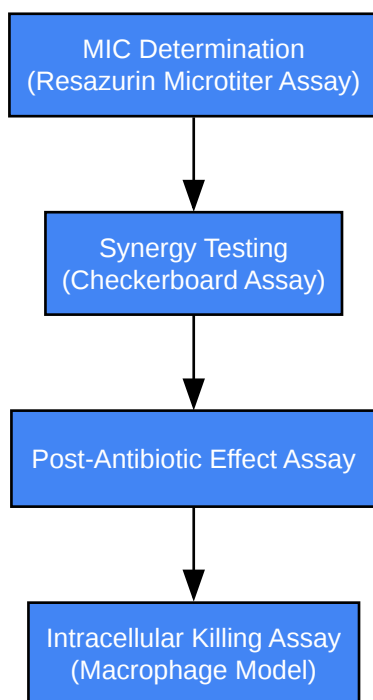 MIC Determination
(Resazurin Microtiter Assay)
Synergy Testing
(Checkerboard Assay)
Post-Antibiotic Effect Assay
Intracellular Killing Assay
(Macrophage Model)